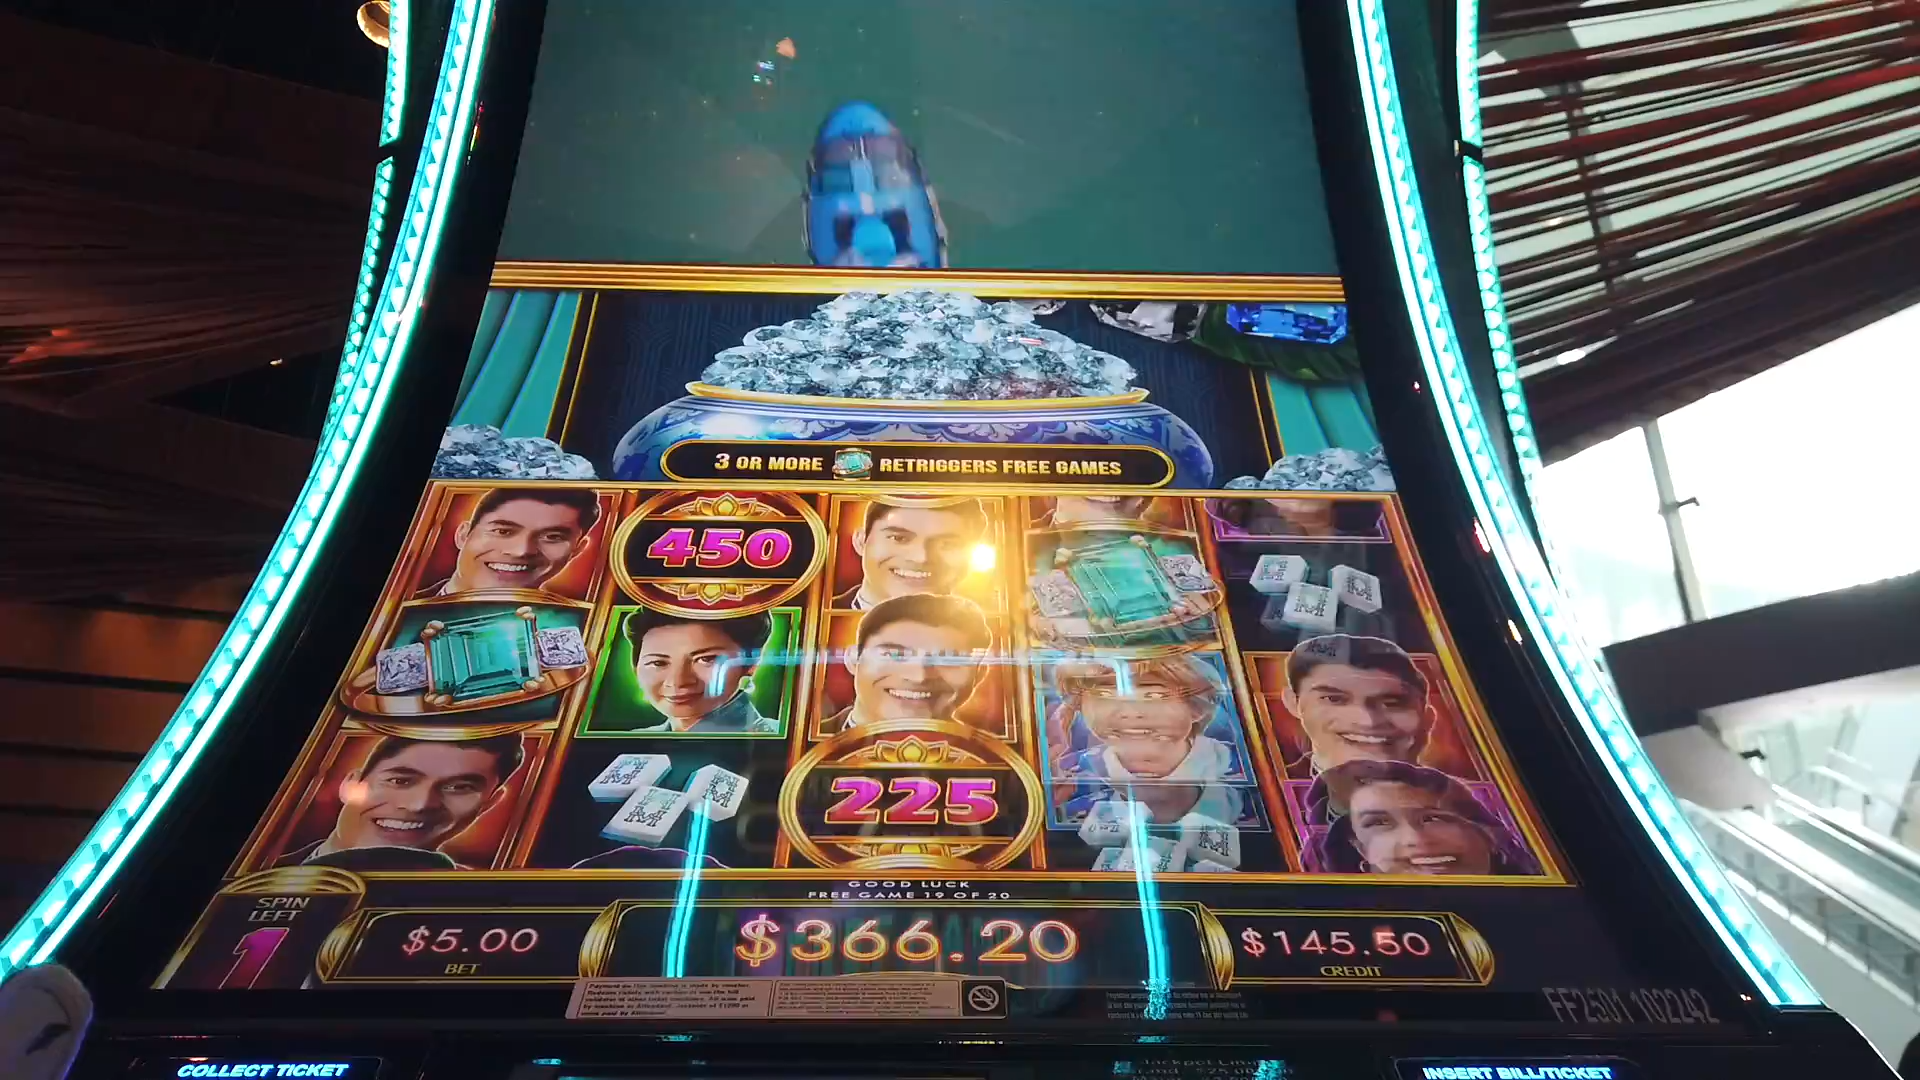 3 OR MORE RETRIGGERS FREE GAMES
450
225
GOOD LUCK
FREE GAME 19 OF 20
SPIN
LEFT
1
$5.00
BET
$366.20
$145.50
CREDIT
FF2501 102242
COLLECT TICKET
INSERT BILL/TICKET